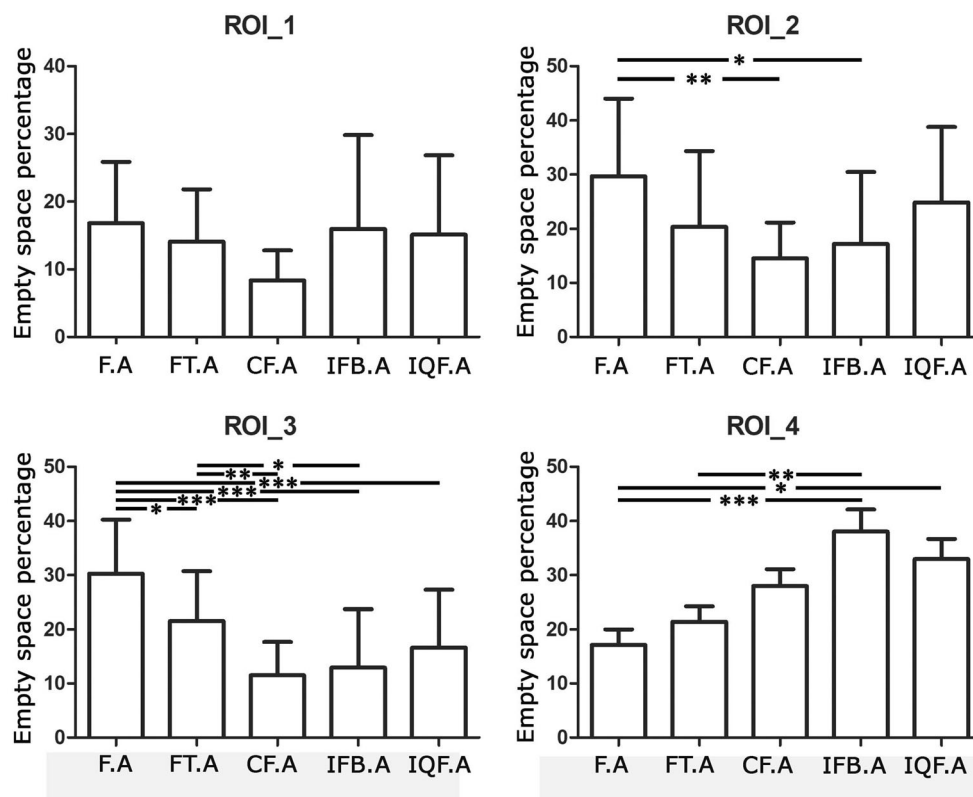 ROI_1
Empty space percentage
40
30
20
10
0
F.A FT.A CF.A IFB.A IQF.A
ROI_2
Empty space percentage
50
40
30
20
10
0
*
**
F.A FT.A CF.A IFB.A IQF.A
ROI_3
Empty space percentage
50
40
30
20
10
0
*
**
***
***
***
*
F.A FT.A CF.A IFB.A IQF.A
ROI_4
Empty space percentage
50
40
30
20
10
0
**
*
***
F.A FT.A CF.A IFB.A IQF.A